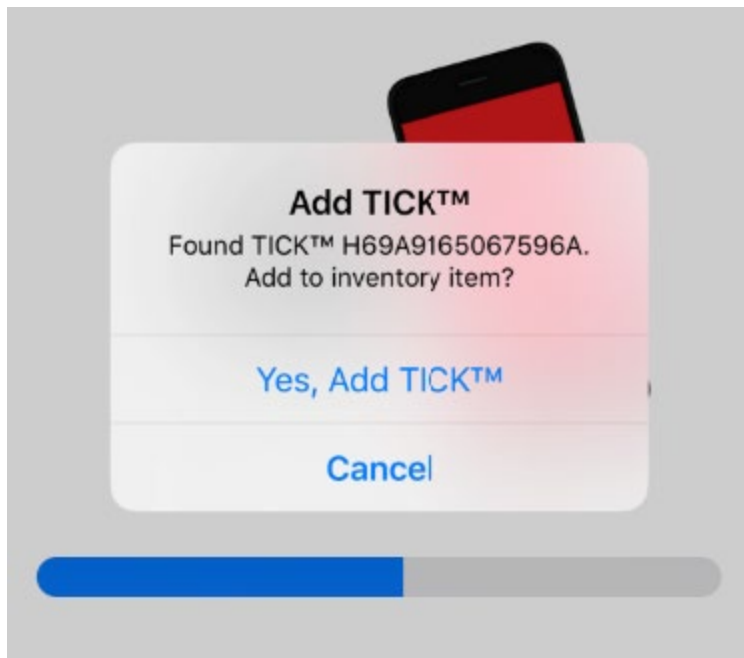 Add TICK™
Found TICK™ H69A9165067596A.
Add to inventory item?
Yes, Add TICK™
Cancel